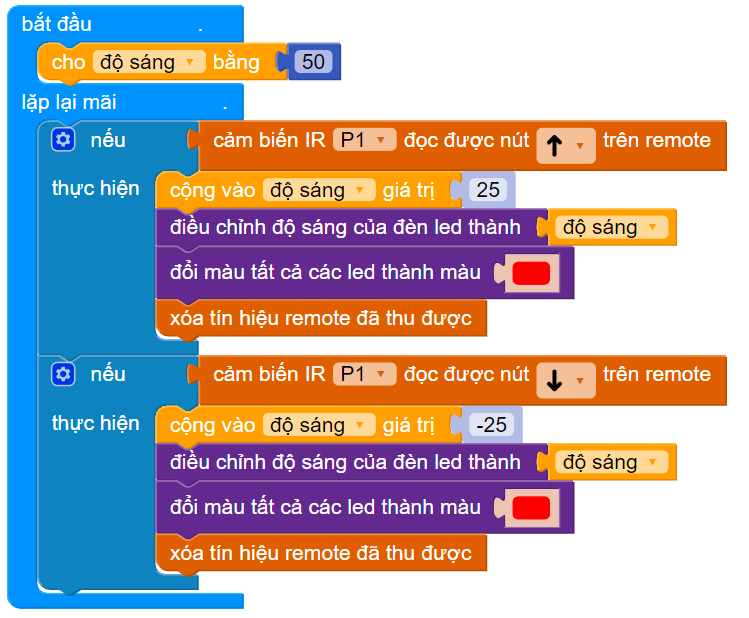 bắt đầu .
cho độ sáng bằng 50
lặp lại mãi .
nếu cảm biến IR P1 đọc được nút ↑ trên remote
thực hiện cộng vào độ sáng giá trị 25
điều chỉnh độ sáng của đèn led thành độ sáng
đổi màu tất cả các led thành màu
xóa tín hiệu remote đã thu được
nếu cảm biến IR P1 đọc được nút ↓ trên remote
thực hiện cộng vào độ sáng giá trị -25
điều chỉnh độ sáng của đèn led thành độ sáng
đổi màu tất cả các led thành màu
xóa tín hiệu remote đã thu được